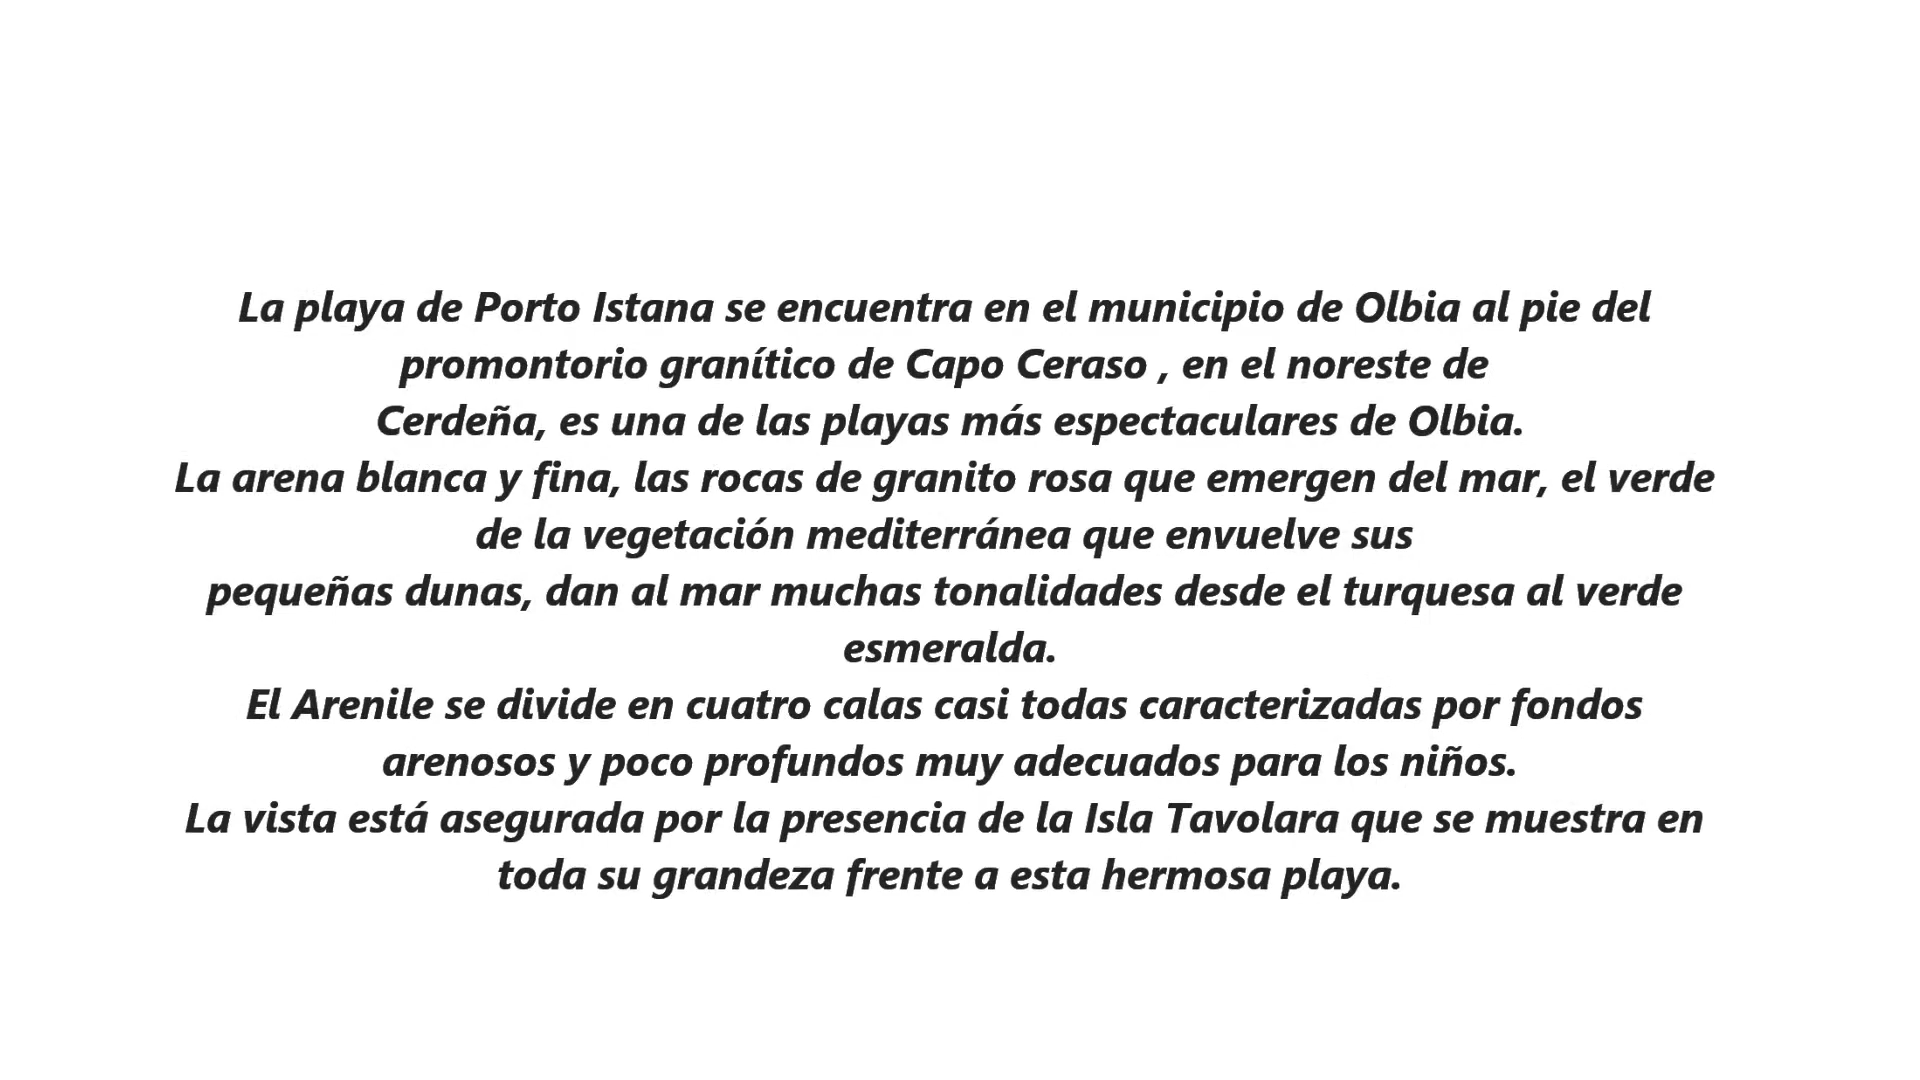 La playa de Porto Istana se encuentra en el municipio de Olbia al pie del
promontorio granítico de Capo Ceraso , en el noreste de
Cerdeña, es una de las playas más espectaculares de Olbia.
La arena blanca y fina, las rocas de granito rosa que emergen del mar, el verde
de la vegetación mediterránea que envuelve sus
pequeñas dunas, dan al mar muchas tonalidades desde el turquesa al verde
esmeralda.
El Arenile se divide en cuatro calas casi todas caracterizadas por fondos
arenosos y poco profundos muy adecuados para los niños.
La vista está asegurada por la presencia de la Isla Tavolara que se muestra en
toda su grandeza frente a esta hermosa playa.